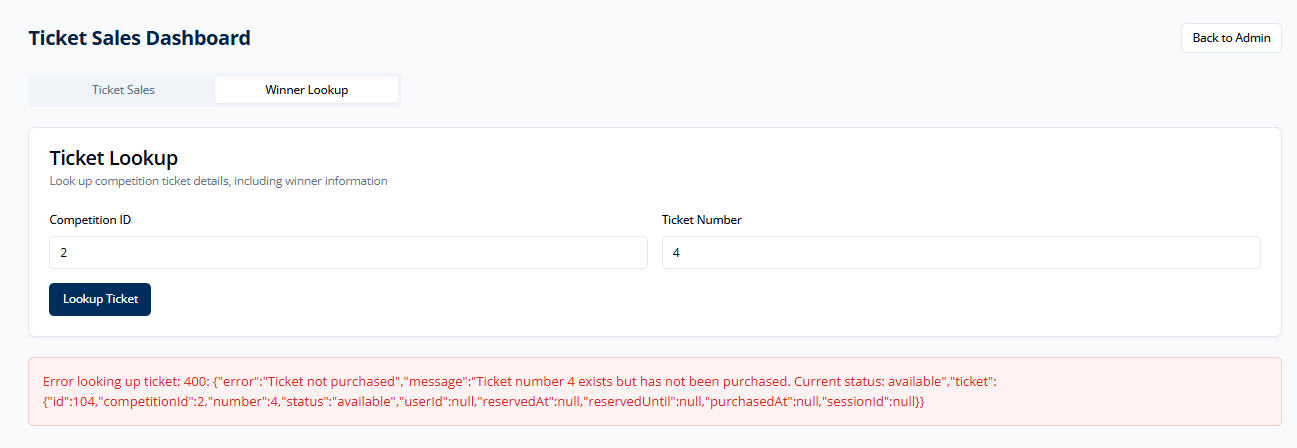 Ticket Sales Dashboard
Back to Admin
Ticket Sales
Winner Lookup
Ticket Lookup
Look up competition ticket details, including winner information
Competition ID
Ticket Number
2
4
Lookup Ticket
Error looking up ticket: 400: {"error":"Ticket not purchased","message":"Ticket number 4 exists but has not been purchased. Current status: available","ticket":
{"id":104,"competitionId":2,"number":4,"status":"available","userId":null,"reservedAt":null,"reservedUntil":null,"purchasedAt":null,"sessionId":null}}